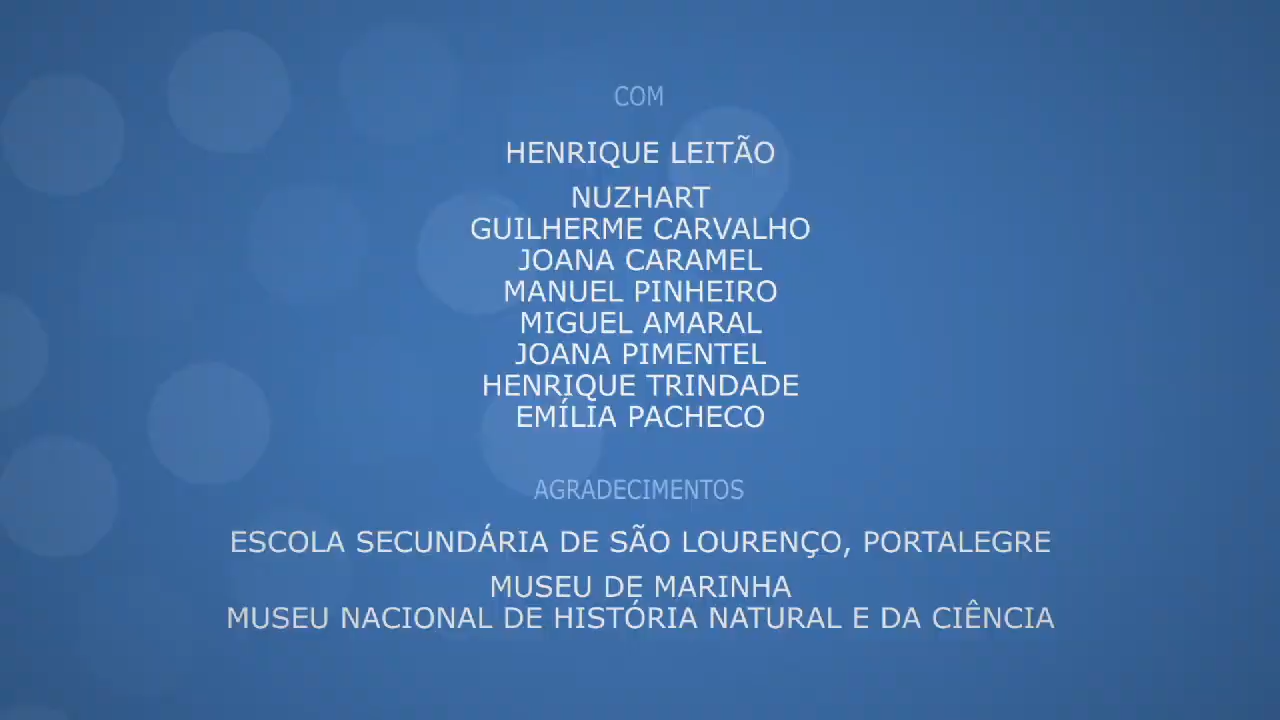 COM
HENRIQUE LEITÃO
NUZHART
GUILHERME CARVALHO
JOANA CARAMEL
MANUEL PINHEIRO
MIGUEL AMARAL
JOANA PIMENTEL
HENRIQUE TRINDADE
EMÍLIA PACHECO
AGRADECIMENTOS
ESCOLA SECUNDÁRIA DE SÃO LOURENÇO, PORTALEGRE
MUSEU DE MARINHA
MUSEU NACIONAL DE HISTÓRIA NATURAL E DA CIÊNCIA